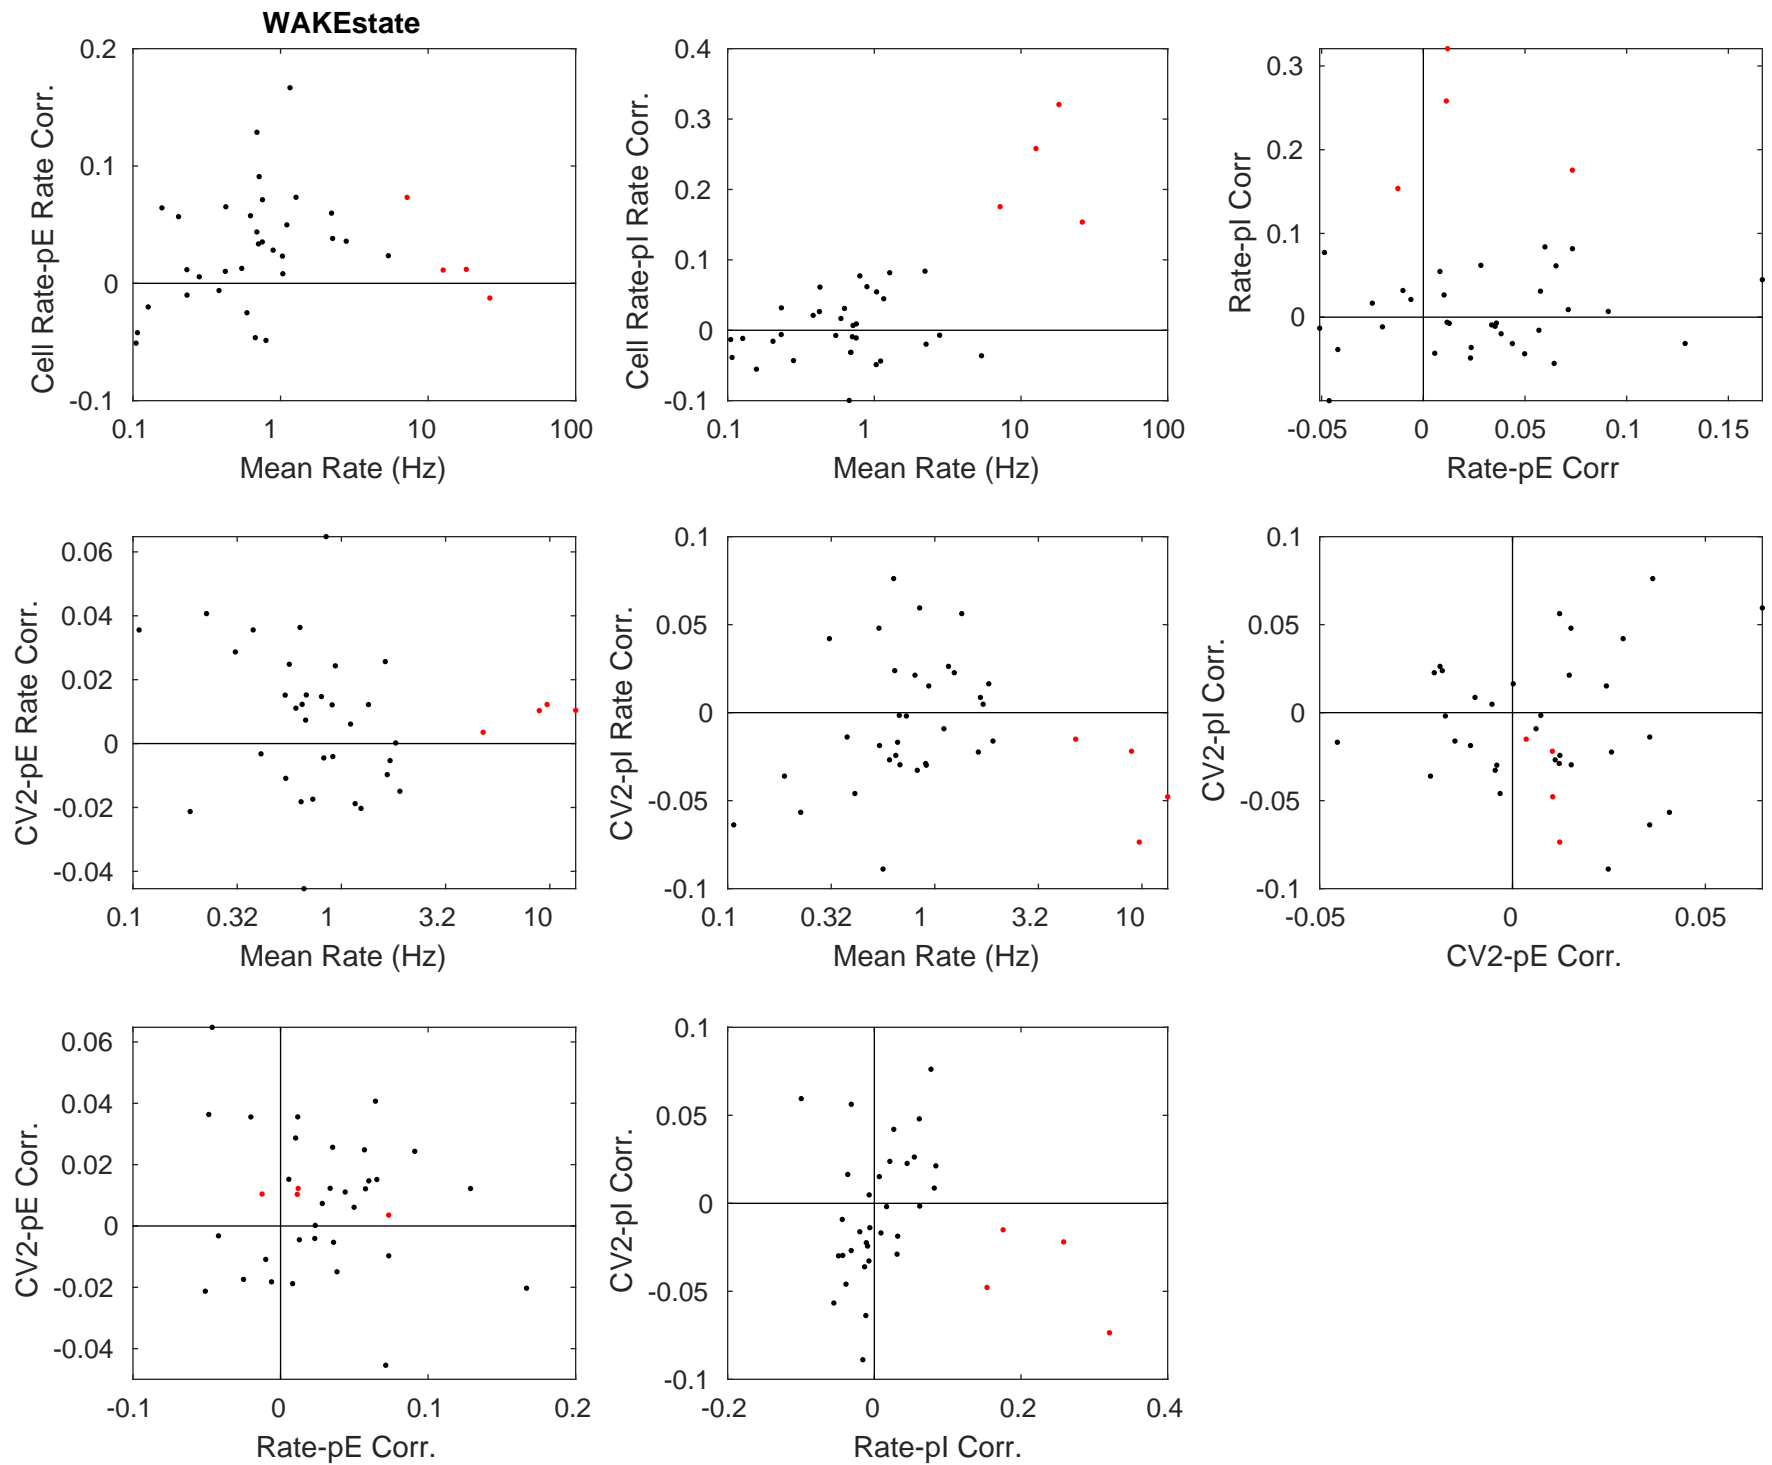 WAKEstate
0.2
0.1
0
-0.1
Cell Rate-pE Rate Corr.
0.1 1 10 100
Mean Rate (Hz)
0.4
0.3
0.2
0.1
0
-0.1
Cell Rate-pI Rate Corr.
0.1 1 10 100
Mean Rate (Hz)
0.3
0.2
0.1
0
Rate-pI Corr
-0.05 0 0.05 0.1 0.15
Rate-pE Corr
0.06
0.04
0.02
0
-0.02
-0.04
CV2-pE Rate Corr.
0.1 0.32 1 3.2 10
Mean Rate (Hz)
0.1
0.05
0
-0.05
-0.1
CV2-pI Rate Corr.
0.1 0.32 1 3.2 10
Mean Rate (Hz)
0.1
0.05
0
-0.05
-0.1
CV2-pI Corr.
-0.05 0 0.05
CV2-pE Corr.
0.06
0.04
0.02
0
-0.02
-0.04
CV2-pE Corr.
-0.1 0 0.1 0.2
Rate-pE Corr.
0.1
0.05
0
-0.05
-0.1
CV2-pI Corr.
-0.2 0 0.2 0.4
Rate-pI Corr.